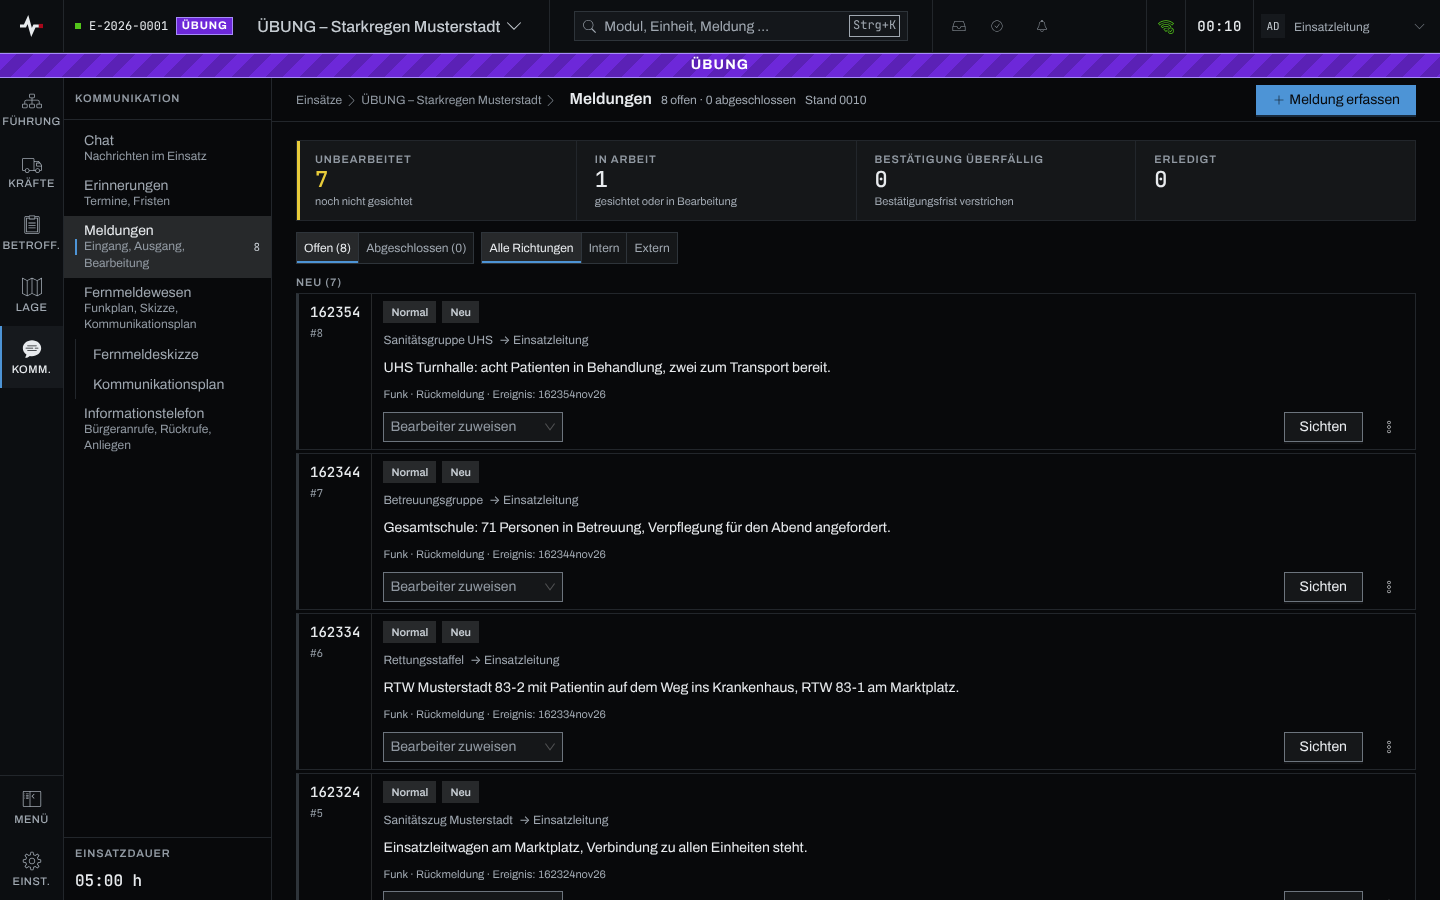 E-2026-0001 ÜBUNG ÜBUNG – Starkregen Musterstadt Modul, Einheit, Meldung ... Strg+K 00:10 AD Einsatzleitung
ÜBUNG
FÜHRUNG
KRÄFTE
BETROFF.
LAGE
KOMM.
MENÜ
EINST.
KOMMUNIKATION
Chat
Nachrichten im Einsatz
Erinnerungen
Termine, Fristen
Meldungen
Eingang, Ausgang,
Bearbeitung
8
Fernmeldewesen
Funkplan, Skizze,
Kommunikationsplan
Fernmeldeskizze
Kommunikationsplan
Informationstelefon
Bürgeranrufe, Rückrufe,
Anliegen
EINSATZDAUER
05:00 h
Einsätze ÜBUNG – Starkregen Musterstadt Meldungen 8 offen · 0 abgeschlossen Stand 0010
+ Meldung erfassen
UNBEARBEITET
7
noch nicht gesichtet
IN ARBEIT
1
gesichtet oder in Bearbeitung
BESTÄTIGUNG ÜBERFÄLLIG
0
Bestätigungsfrist verstrichen
ERLEDIGT
0
Offen (8) Abgeschlossen (0) Alle Richtungen Intern Extern
NEU (7)
162354
#8
Normal Neu
Sanitätsgruppe UHS → Einsatzleitung
UHS Turnhalle: acht Patienten in Behandlung, zwei zum Transport bereit.
Funk · Rückmeldung · Ereignis: 162354nov26
Bearbeiter zuweisen Sichten
162344
#7
Normal Neu
Betreuungsgruppe → Einsatzleitung
Gesamtschule: 71 Personen in Betreuung, Verpflegung für den Abend angefordert.
Funk · Rückmeldung · Ereignis: 162344nov26
Bearbeiter zuweisen Sichten
162334
#6
Normal Neu
Rettungsstaffel → Einsatzleitung
RTW Musterstadt 83-2 mit Patientin auf dem Weg ins Krankenhaus, RTW 83-1 am Marktplatz.
Funk · Rückmeldung · Ereignis: 162334nov26
Bearbeiter zuweisen Sichten
162324
#5
Normal Neu
Sanitätszug Musterstadt → Einsatzleitung
Einsatzleitwagen am Marktplatz, Verbindung zu allen Einheiten steht.
Funk · Rückmeldung · Ereignis: 162324nov26